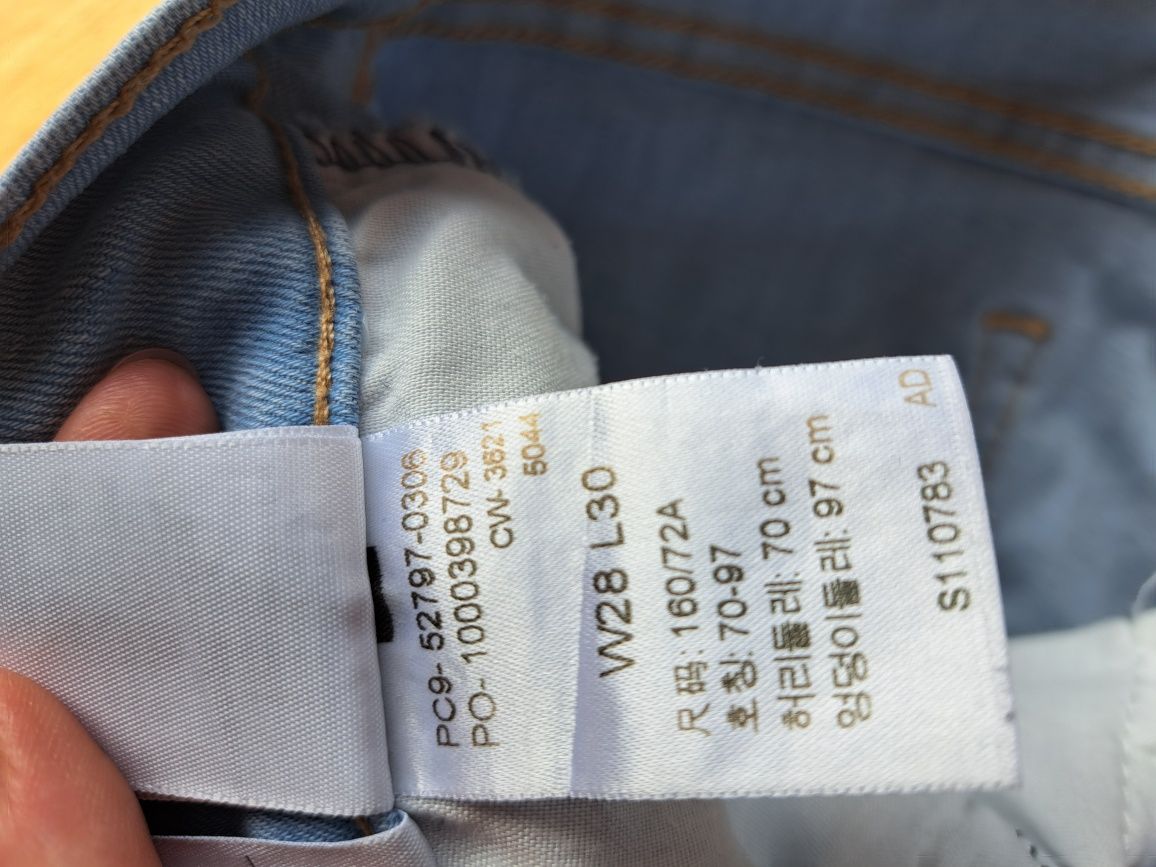 PC9- 52797-0306
PO- 1000398729
CW- 3621
5044
W28 L30
尺码: 160/72A
호칭: 70-97
허리둘레: 70 cm
엉덩이둘레: 97 cm
S110783 AD